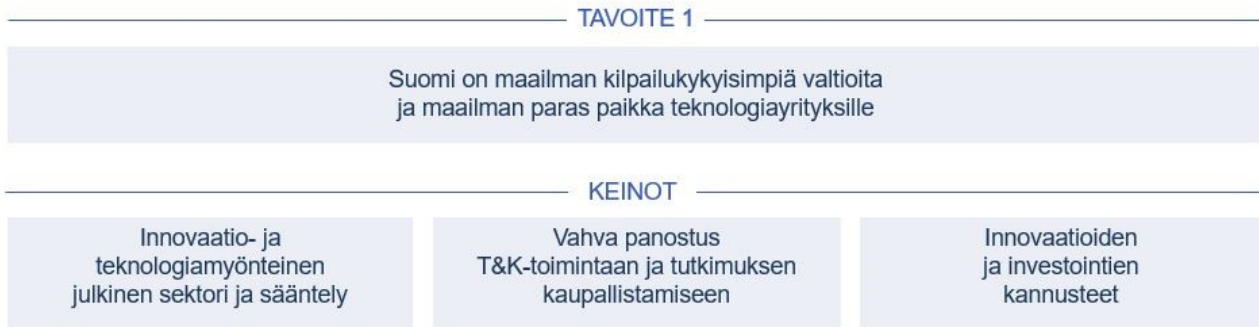 TAVOITE 1
Suomi on maailman kilpailukykyisimpiä valtioita
ja maailman paras paikka teknologiayrityksille
KEINOT
Innovaatio- ja
teknologiamyönteinen
julkinen sektori ja sääntely
Vahva panostus
T&K-toimintaan ja tutkimuksen
kaupallistamiseen
Innovaatioiden
ja investointien
kannusteet